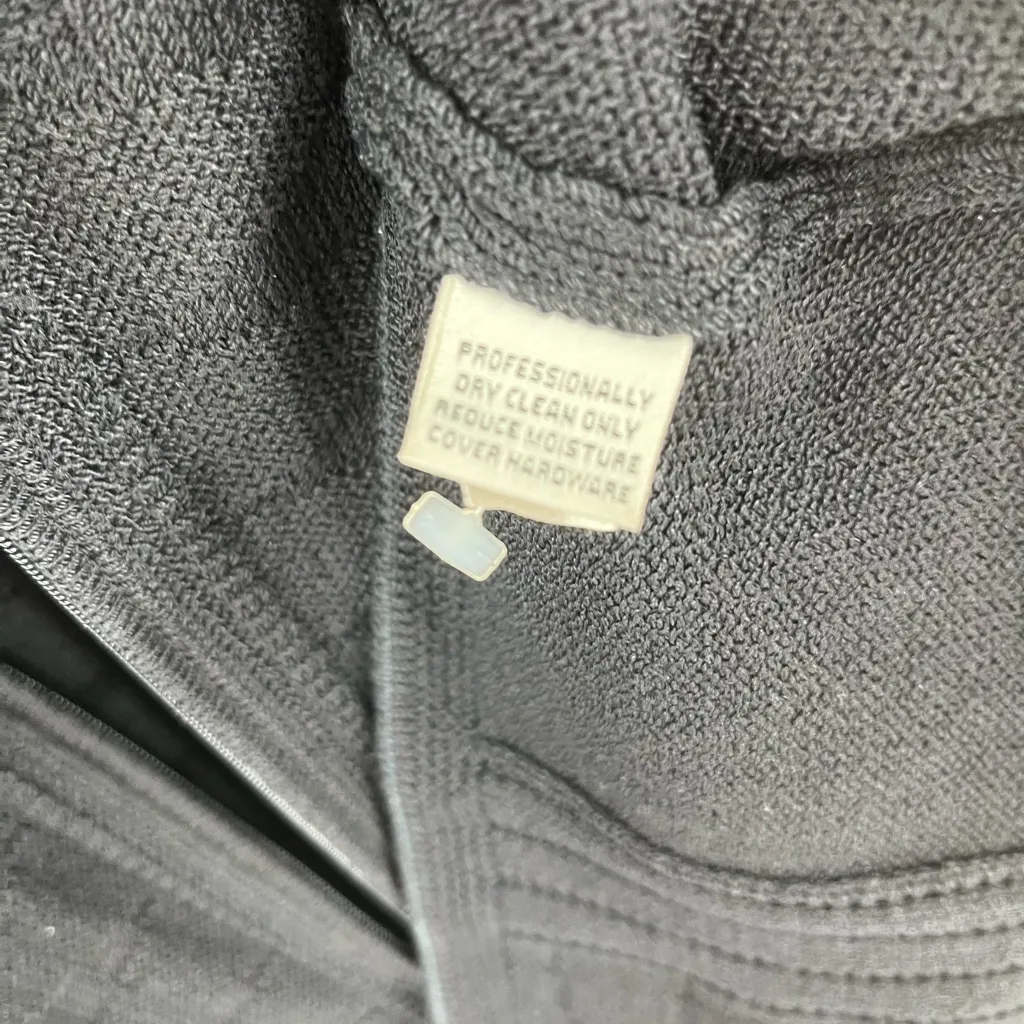 PROFESSIONALLY
DRY CLEAN ONLY
REDUCE MOISTURE
COVER HARDWARE